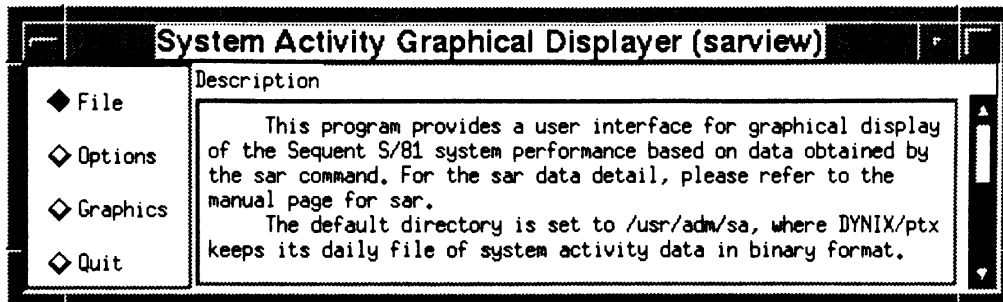 System Activity Graphical Displayer (sarview)
File
Options
Graphics
Quit
Description
This program provides a user interface for graphical display
of the Sequent S/81 system performance based on data obtained by
the sar command. For the sar data detail, please refer to the
manual page for sar.
The default directory is set to /usr/adm/sa, where DYNIX/ptx
keeps its daily file of system activity data in binary format.